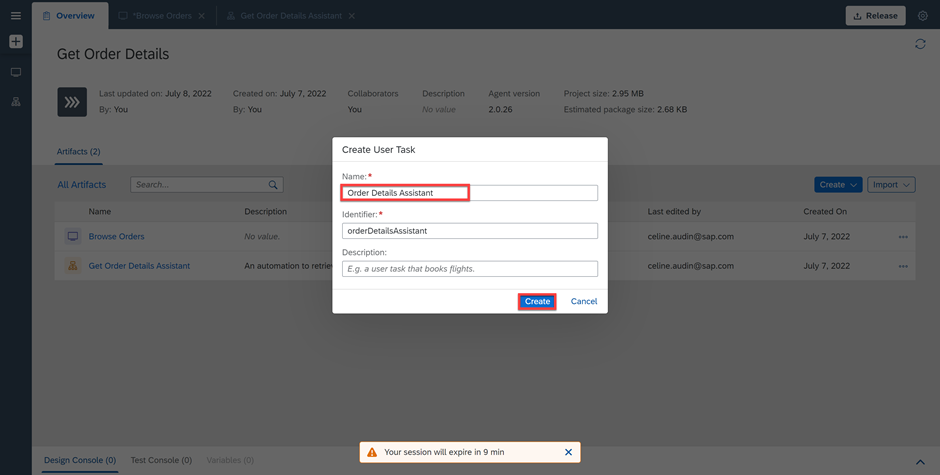 Overview
*Browse Orders
Get Order Details Assistant
Release
Get Order Details
Last updated on: July 8, 2022
Created on: July 7, 2022
Collaborators
Description
Agent version
Project size: 2.95 MB
By: You
By: You
You
No value
2.0.26
Estimated package size: 2.68 KB
Artifacts (2)
All Artifacts
Search...
Create
Import
Name
Description
Last edited by
Created On
Browse Orders
No value.
celine.audin@sap.com
July 7, 2022
Get Order Details Assistant
An automation to retrie
celine.audin@sap.com
July 7, 2022
Create User Task
Name:*
Order Details Assistant
Identifier:*
orderDetailsAssistant
Description:
E.g. a user task that books flights.
Create
Cancel
Your session will expire in 9 min
Design Console (0)
Test Console (0)
Variables (0)